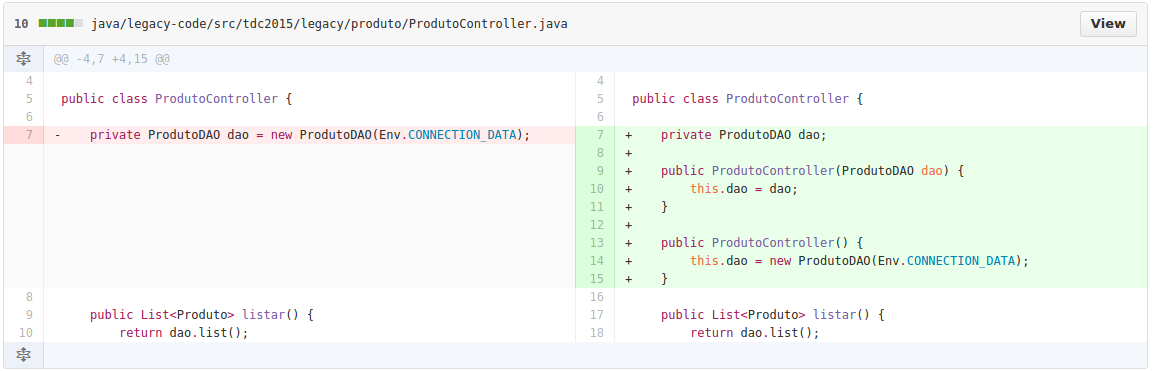 10 java/legacy-code/src/tdc2015/legacy/produto/ProdutoController.java View
@@ -4,7 +4,15 @@
4
5 public class ProdutoController {
6
7 - private ProdutoDAO dao = new ProdutoDAO(Env.CONNECTION_DATA);
8
9 public List<Produto> listar() {
10 return dao.list();
4
5 public class ProdutoController {
6
7 + private ProdutoDAO dao;
8 +
9 + public ProdutoController(ProdutoDAO dao) {
10 + this.dao = dao;
11 + }
12 +
13 + public ProdutoController() {
14 + this.dao = new ProdutoDAO(Env.CONNECTION_DATA);
15 + }
16
17 public List<Produto> listar() {
18 return dao.list();